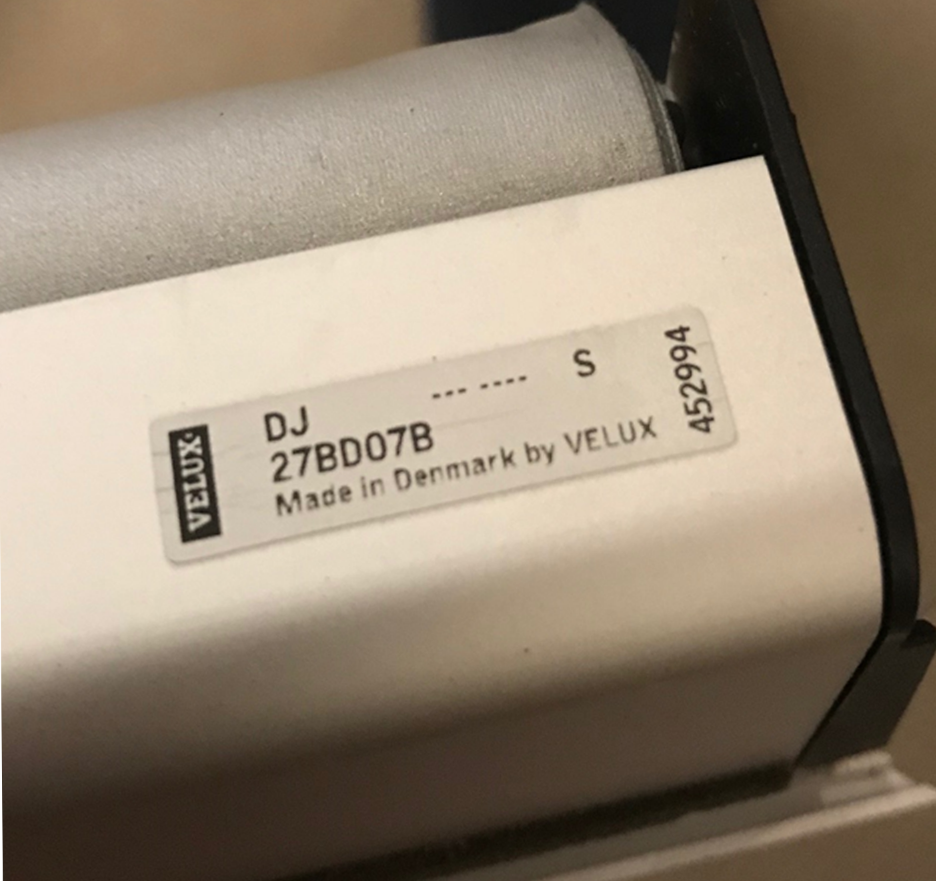 VELUX
DJ --- ---- S
27BD07B
Made in Denmark by VELUX
452994